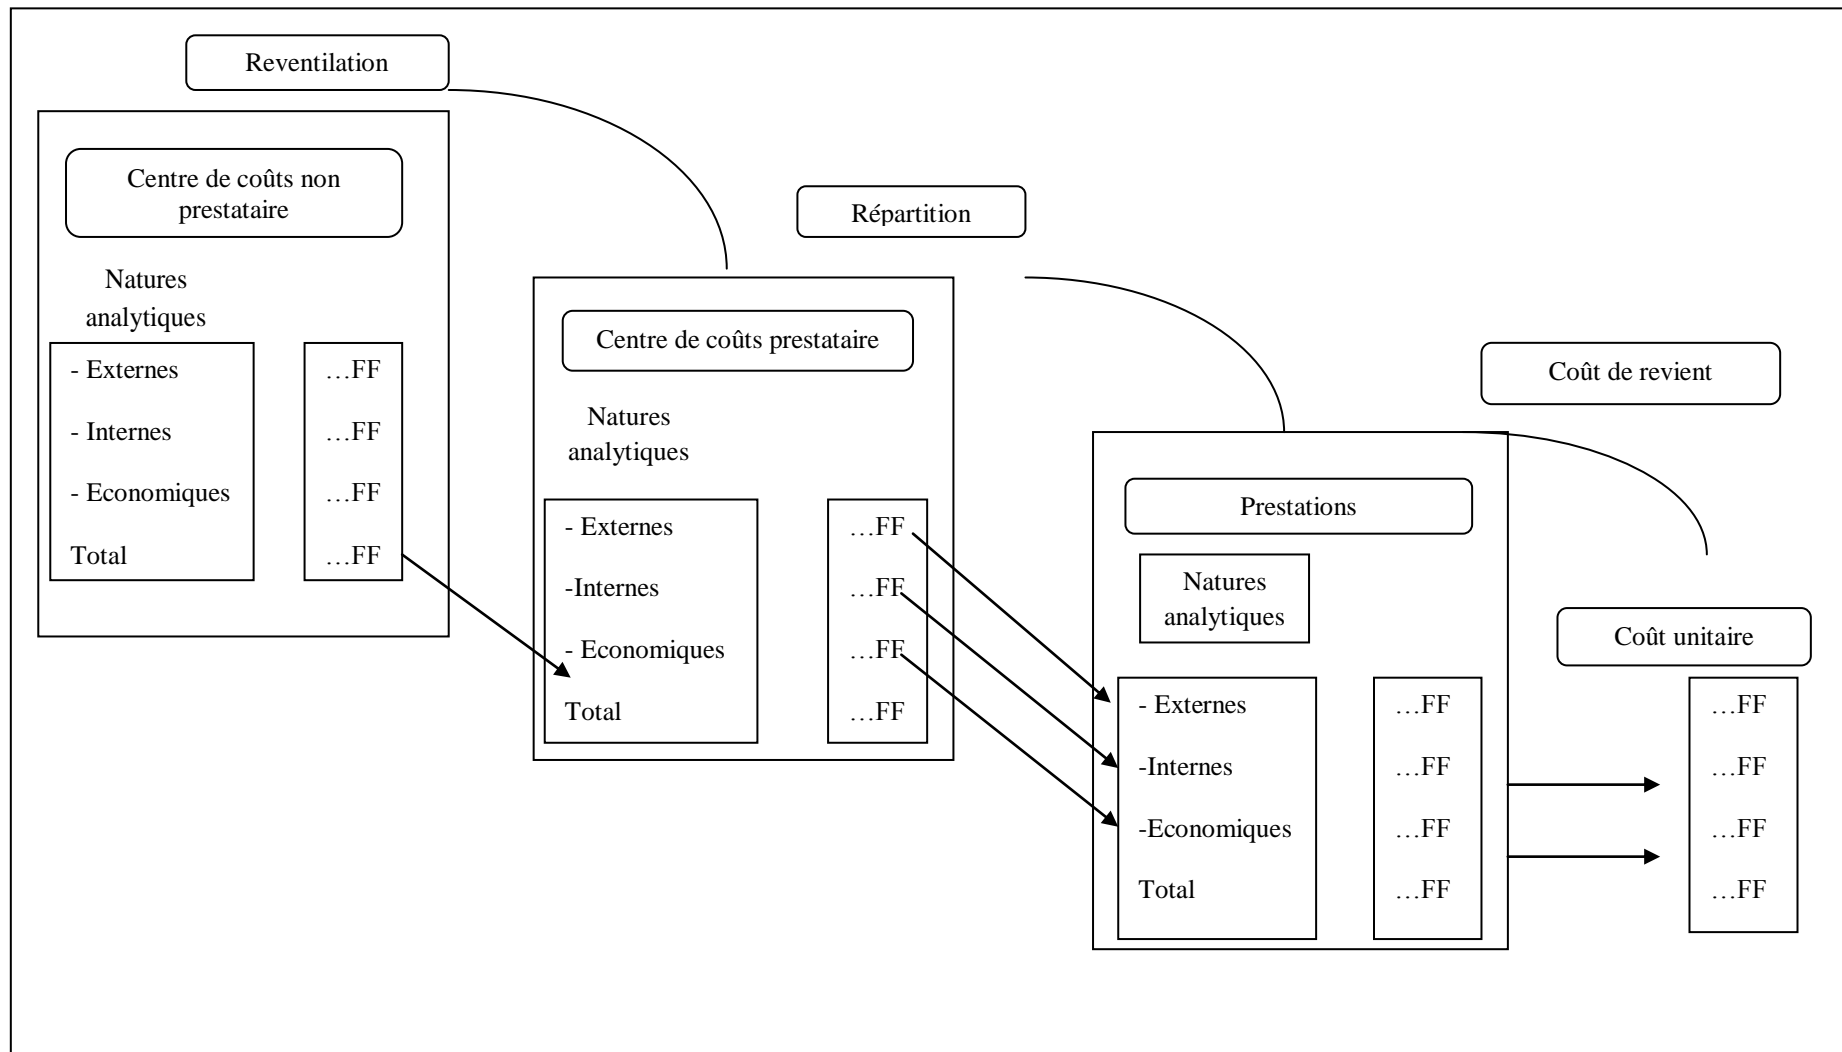 Reventilation
Centre de coûts non
prestataire
Natures
analytiques
- Externes …FF
- Internes …FF
- Economiques …FF
Total …FF
Répartition
Centre de coûts prestataire
Natures
analytiques
- Externes …FF
-Internes …FF
- Economiques …FF
Total …FF
Prestations
Natures
analytiques
- Externes …FF
-Internes …FF
-Economiques …FF
Total …FF
Coût de revient
Coût unitaire
…FF
…FF
…FF
…FF